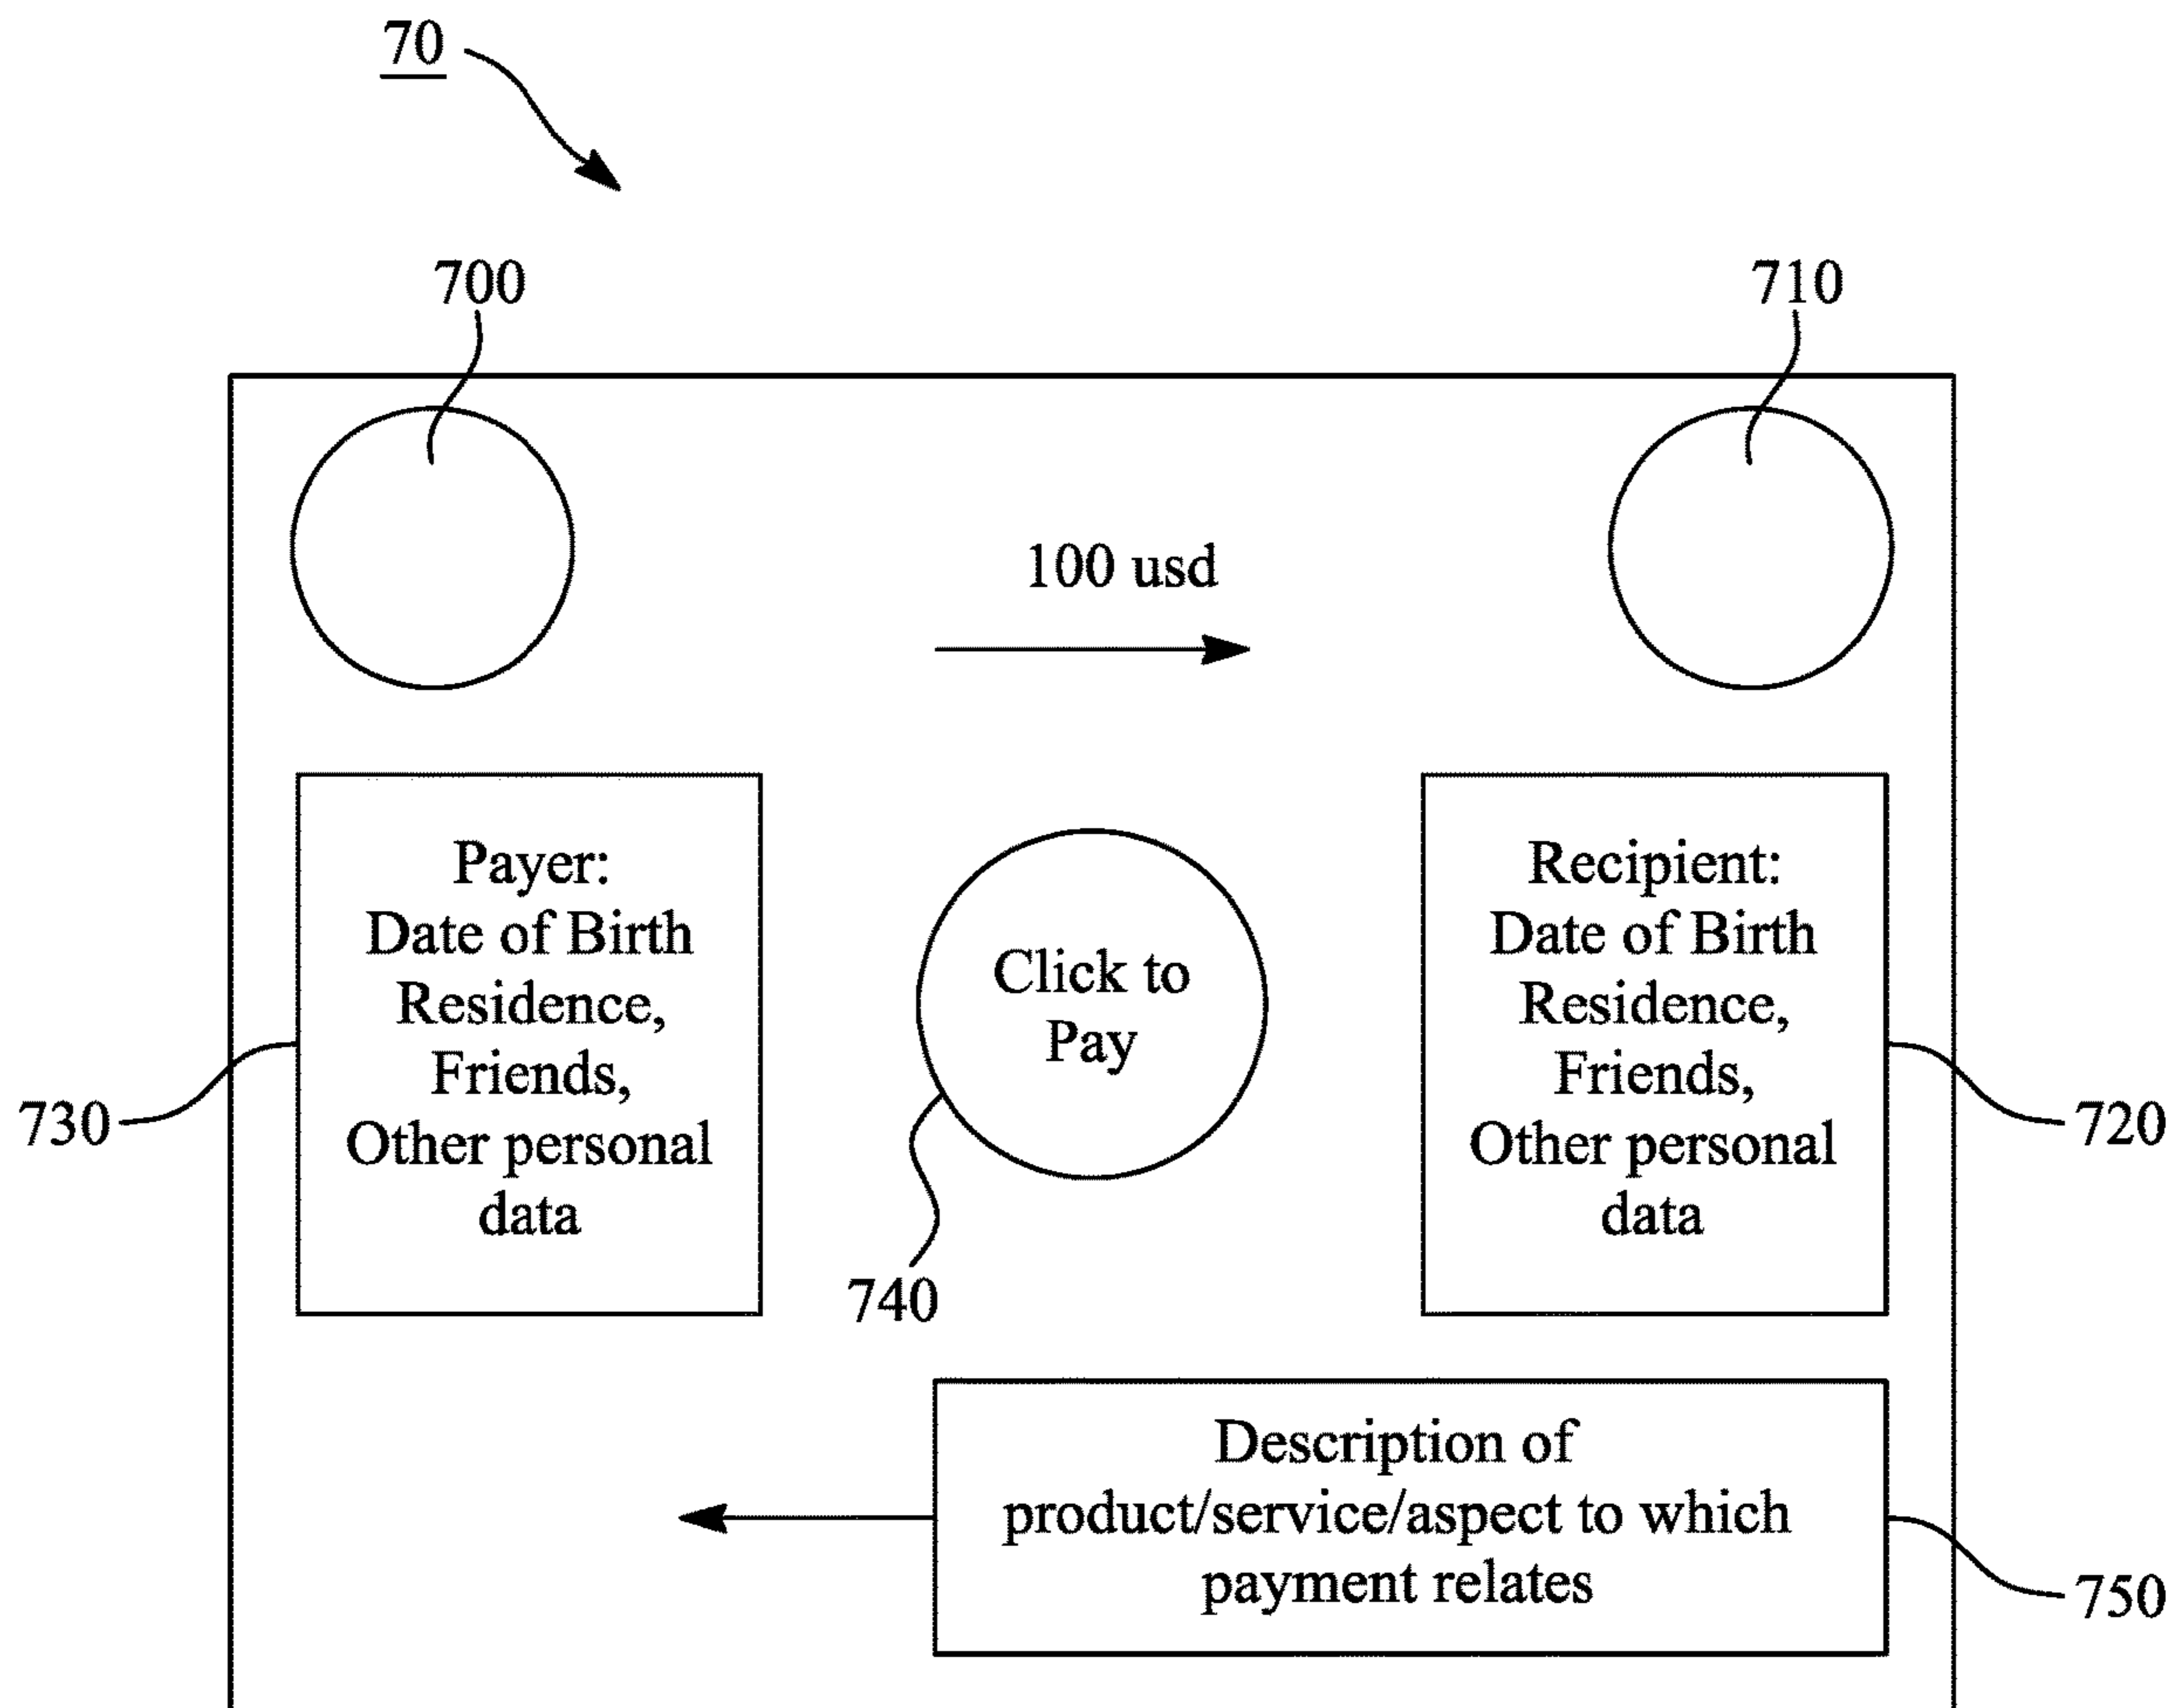 70
700
710
100 usd
Payer:
Date of Birth
Residence,
Friends,
Other personal
data
Click to
Pay
Recipient:
Date of Birth
Residence,
Friends,
Other personal
data
730
720
740
Description of
product/service/aspect to which
payment relates
750